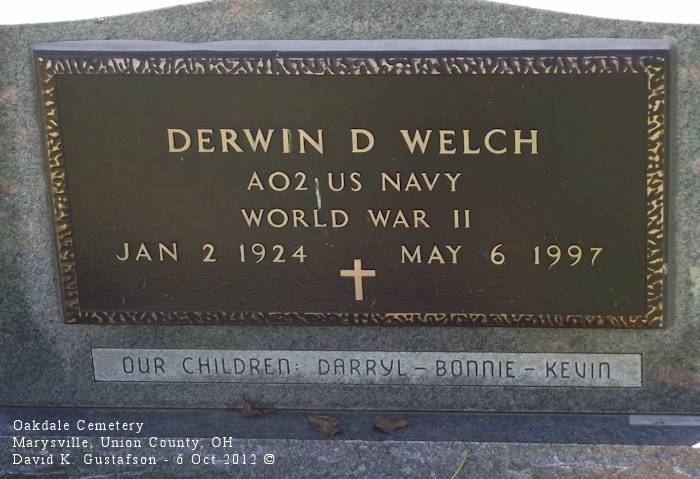 DERWIN D WELCH
AO2 US NAVY
WORLD WAR II
JAN 2 1924 MAY 6 1997
OUR CHILDREN: DARRYL – BONNIE – KEVIN
Oakdale Cemetery
Marysville, Union County, OH
David K. Gustafson - 6 Oct 2012 ©